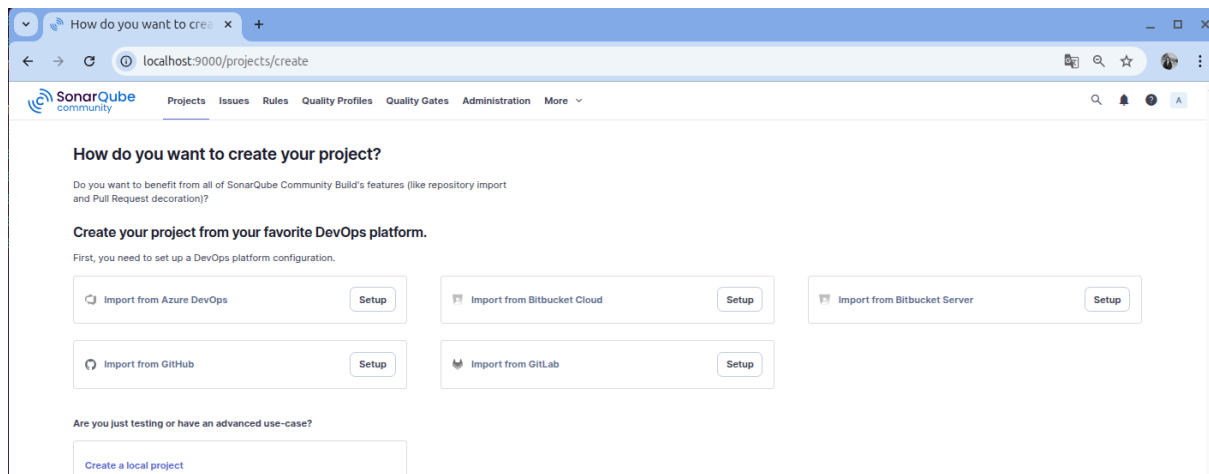 How do you want to crea
localhost:9000/projects/create
SonarQube
community
Projects Issues Rules Quality Profiles Quality Gates Administration More
A
How do you want to create your project?
Do you want to benefit from all of SonarQube Community Build's features (like repository import
and Pull Request decoration)?
Create your project from your favorite DevOps platform.
First, you need to set up a DevOps platform configuration.
Import from Azure DevOps Setup Import from Bitbucket Cloud Setup Import from Bitbucket Server Setup
Import from GitHub Setup Import from GitLab Setup
Are you just testing or have an advanced use-case?
Create a local project